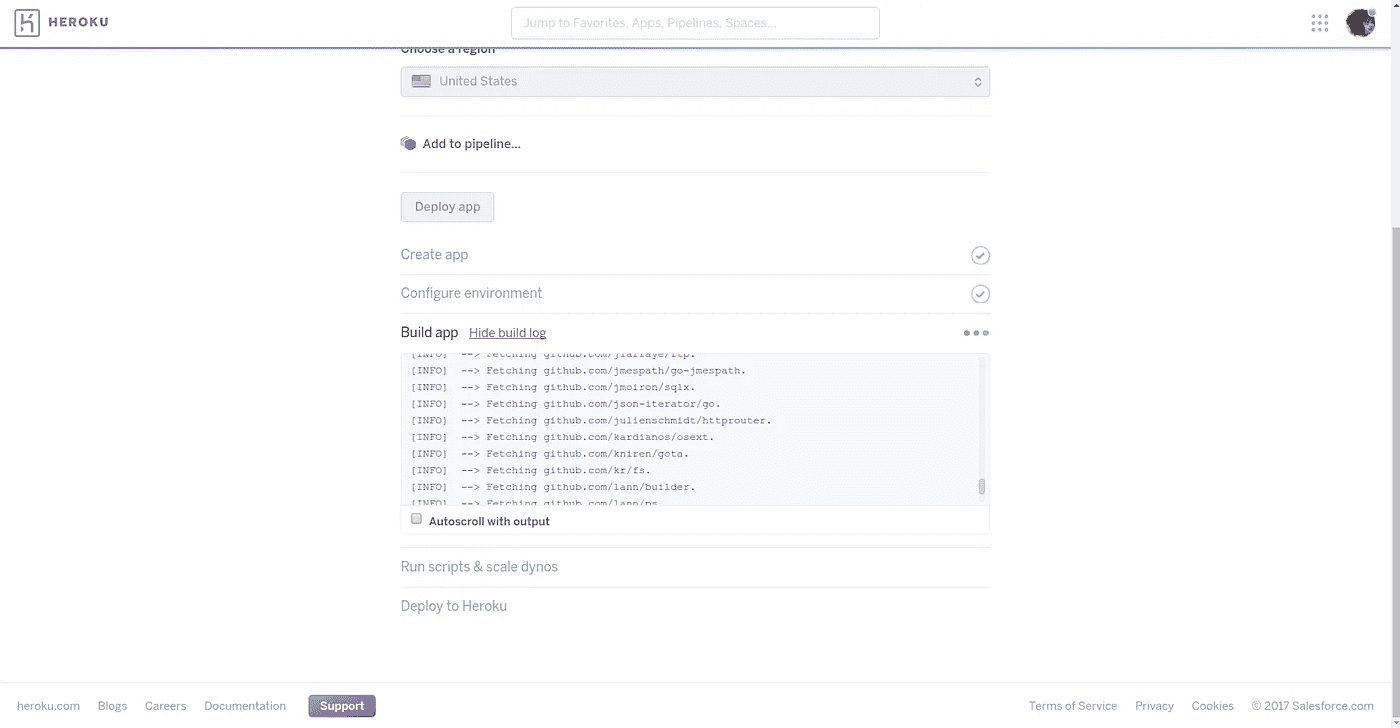 HEROKU
Jump to Favorites, Apps, Pipelines, Spaces...
Choose a region
United States
Add to pipeline...
Deploy app
Create app
Configure environment
Build app Hide build log
[INFO] --> Fetching github.com/jlaffaye/ftp.
[INFO] --> Fetching github.com/jmespath/go-jmespath.
[INFO] --> Fetching github.com/jmoiron/sqlx.
[INFO] --> Fetching github.com/json-iterator/go.
[INFO] --> Fetching github.com/julienschmidt/httprouter.
[INFO] --> Fetching github.com/kardianos/osext.
[INFO] --> Fetching github.com/kniren/gota.
[INFO] --> Fetching github.com/kr/fs.
[INFO] --> Fetching github.com/lann/builder.
[INFO] --> Fetching github.com/lann/ps.
Autoscroll with output
Run scripts & scale dynos
Deploy to Heroku
heroku.com Blogs Careers Documentation Support Terms of Service Privacy Cookies © 2017 Salesforce.com